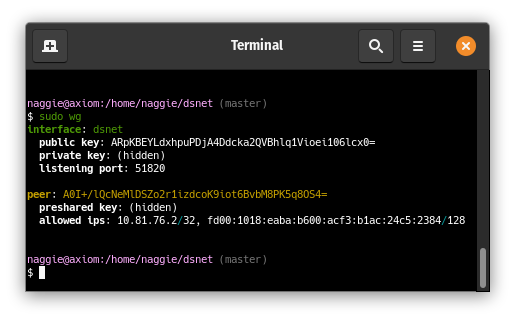 Terminal
naggie@axiom:/home/naggie/dsnet (master)
$ sudo wg
interface: dsnet
public key: ARpKBEYLdxhpuPDjA4Ddcka2QVBhlq1Vioei106lcx0=
private key: (hidden)
listening port: 51820
peer: A0I+/lQcNeMlDSZo2r1izdcoK9iot6BvbM8PK5q8OS4=
preshared key: (hidden)
allowed ips: 10.81.76.2/32, fd00:1018:eaba:b600:acf3:b1ac:24c5:2384/128
naggie@axiom:/home/naggie/dsnet (master)
$